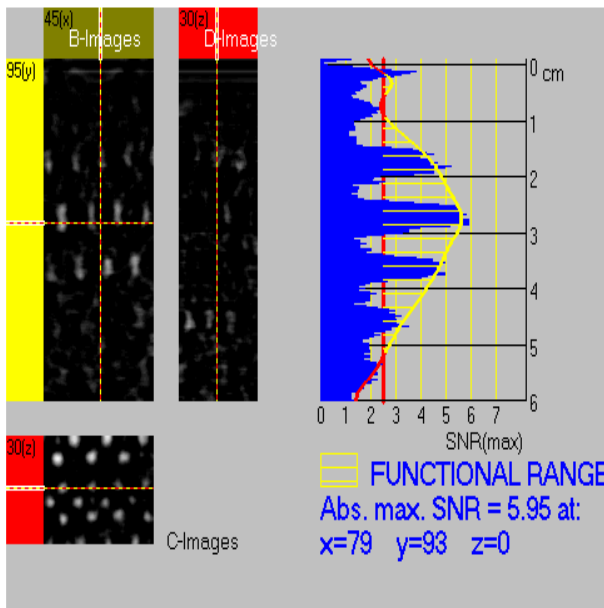 45(x)
B-Images
30(z)
D-Images
95(y)
0 cm
1
2
3
4
5
6
0 1 2 3 4 5 6 7
SNR(max)
30(z)
C-Images
FUNCTIONAL RANGE
Abs. max. SNR = 5.95 at:
x=79 y=93 z=0